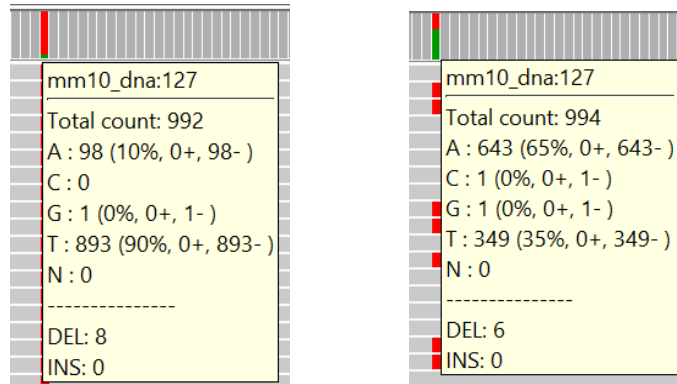 mm10_dna:127
Total count: 992
A : 98 (10%, 0+, 98- )
C : 0
G : 1 (0%, 0+, 1- )
T : 893 (90%, 0+, 893- )
N : 0
---------------
DEL: 8
INS: 0
mm10_dna:127
Total count: 994
A : 643 (65%, 0+, 643- )
C : 1 (0%, 0+, 1- )
G : 1 (0%, 0+, 1- )
T : 349 (35%, 0+, 349- )
N : 0
---------------
DEL: 6
INS: 0